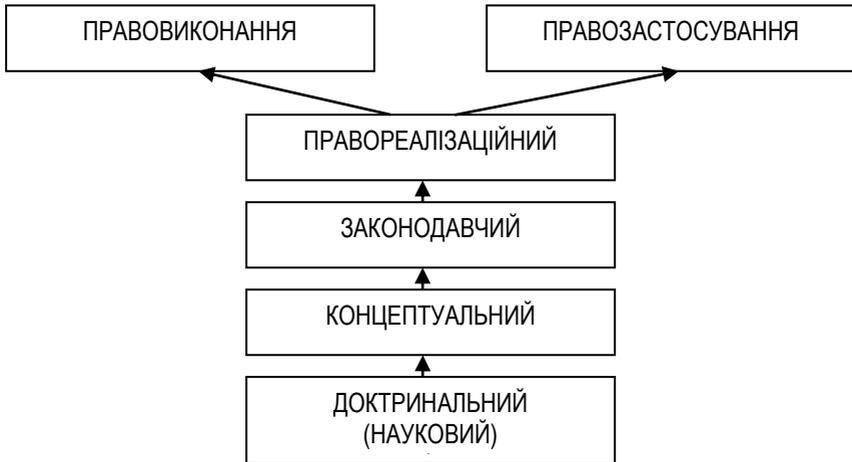 ПРАВОВИКОНАННЯ
ПРАВОЗАСТОСУВАННЯ
ПРАВОРЕАЛІЗАЦІЙНИЙ
ЗАКОНОДАВЧИЙ
КОНЦЕПТУАЛЬНИЙ
ДОКТРИНАЛЬНИЙ
(НАУКОВИЙ)